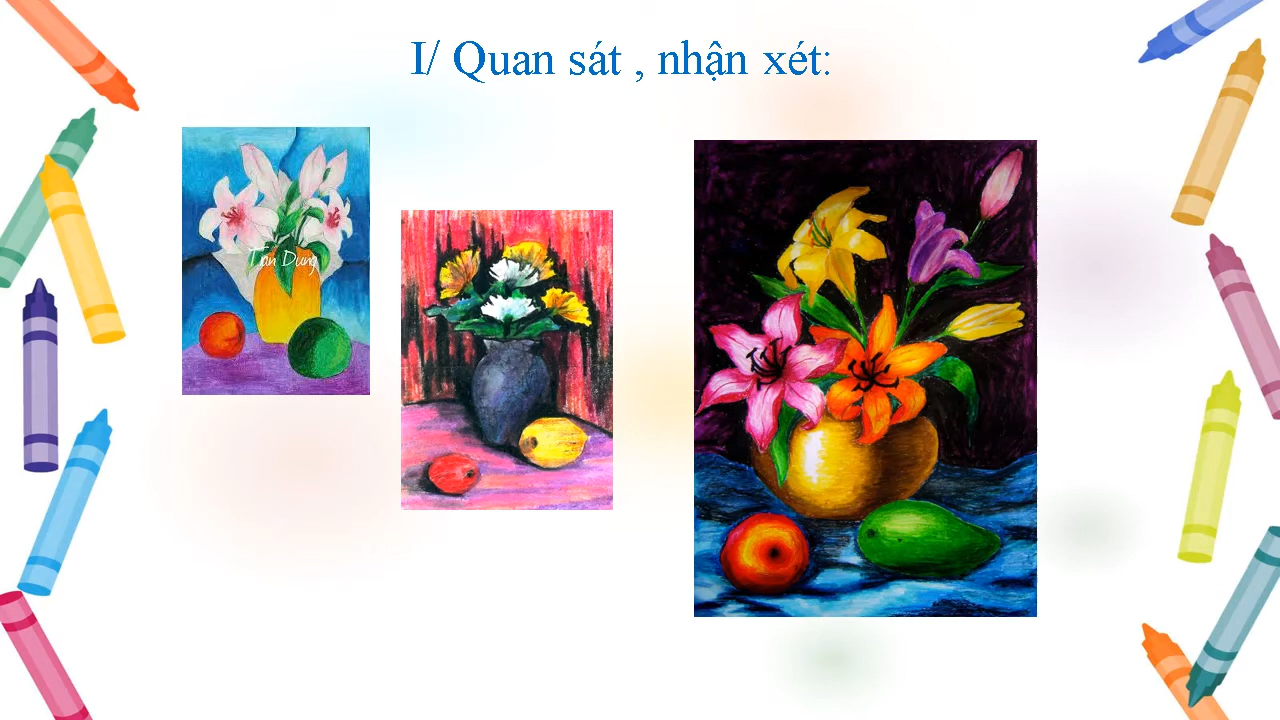 I/ Quan sát , nhận xét:
Tấn Dung